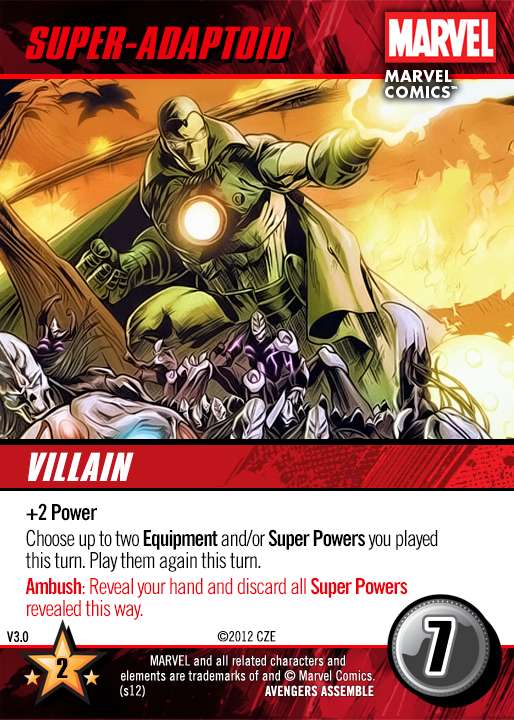 SUPER-ADAPTOID
MARVEL
MARVEL
COMICS™
VILLAIN
+2 Power
Choose up to two Equipment and/or Super Powers you played
this turn. Play them again this turn.
Ambush: Reveal your hand and discard all Super Powers
revealed this way.
V3.0
©2012 CZE
2
7
MARVEL and all related characters and
elements are trademarks of and © Marvel Comics.
(s12)
AVENGERS ASSEMBLE